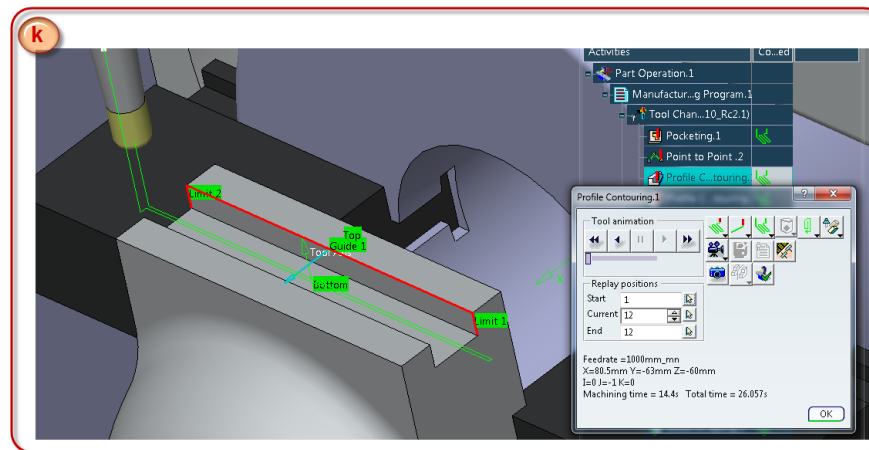 k
Activities Co...ed
Part Operation.1
Manufactur...g Program.1
Tool Chan...10_Rc2.1)
Pocketing.1
Point to Point .2
Profile C...touring.
Limit 2
Top
Guide 1
Bottom
Limit 1
X
Profile Contouring.1
?
Tool animation
Replay positions
Start 1
Current 12
End 12
Feedrate =1000mm_mn
X=80.5mm Y=-63mm Z=-60mm
I=0 J=-1 K=0
Machining time = 14.4s Total time = 26.057s
OK